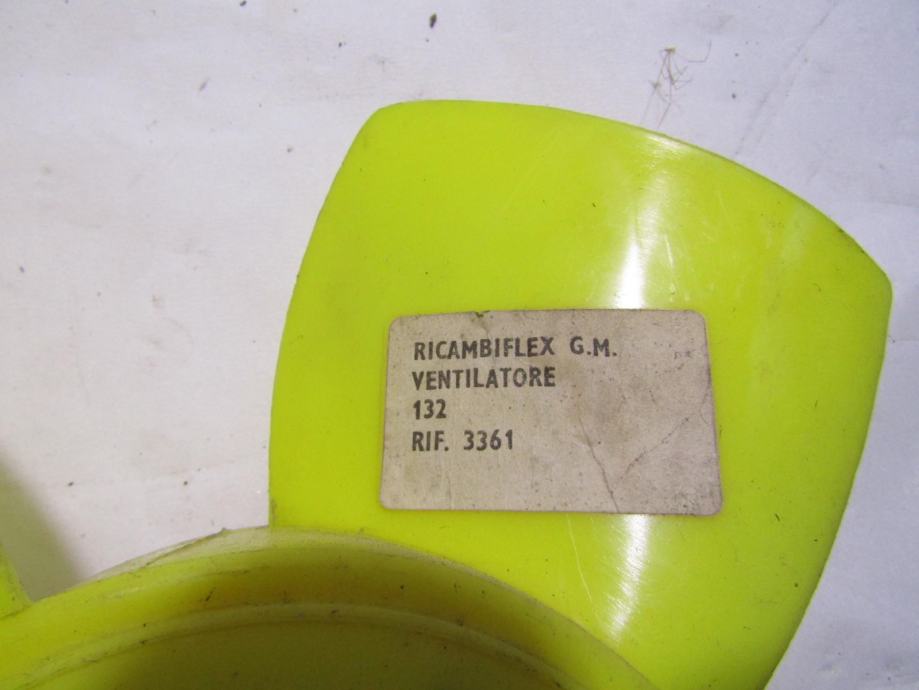 RICAMBIFLEX G.M.
VENTILATORE
132
RIF. 3361